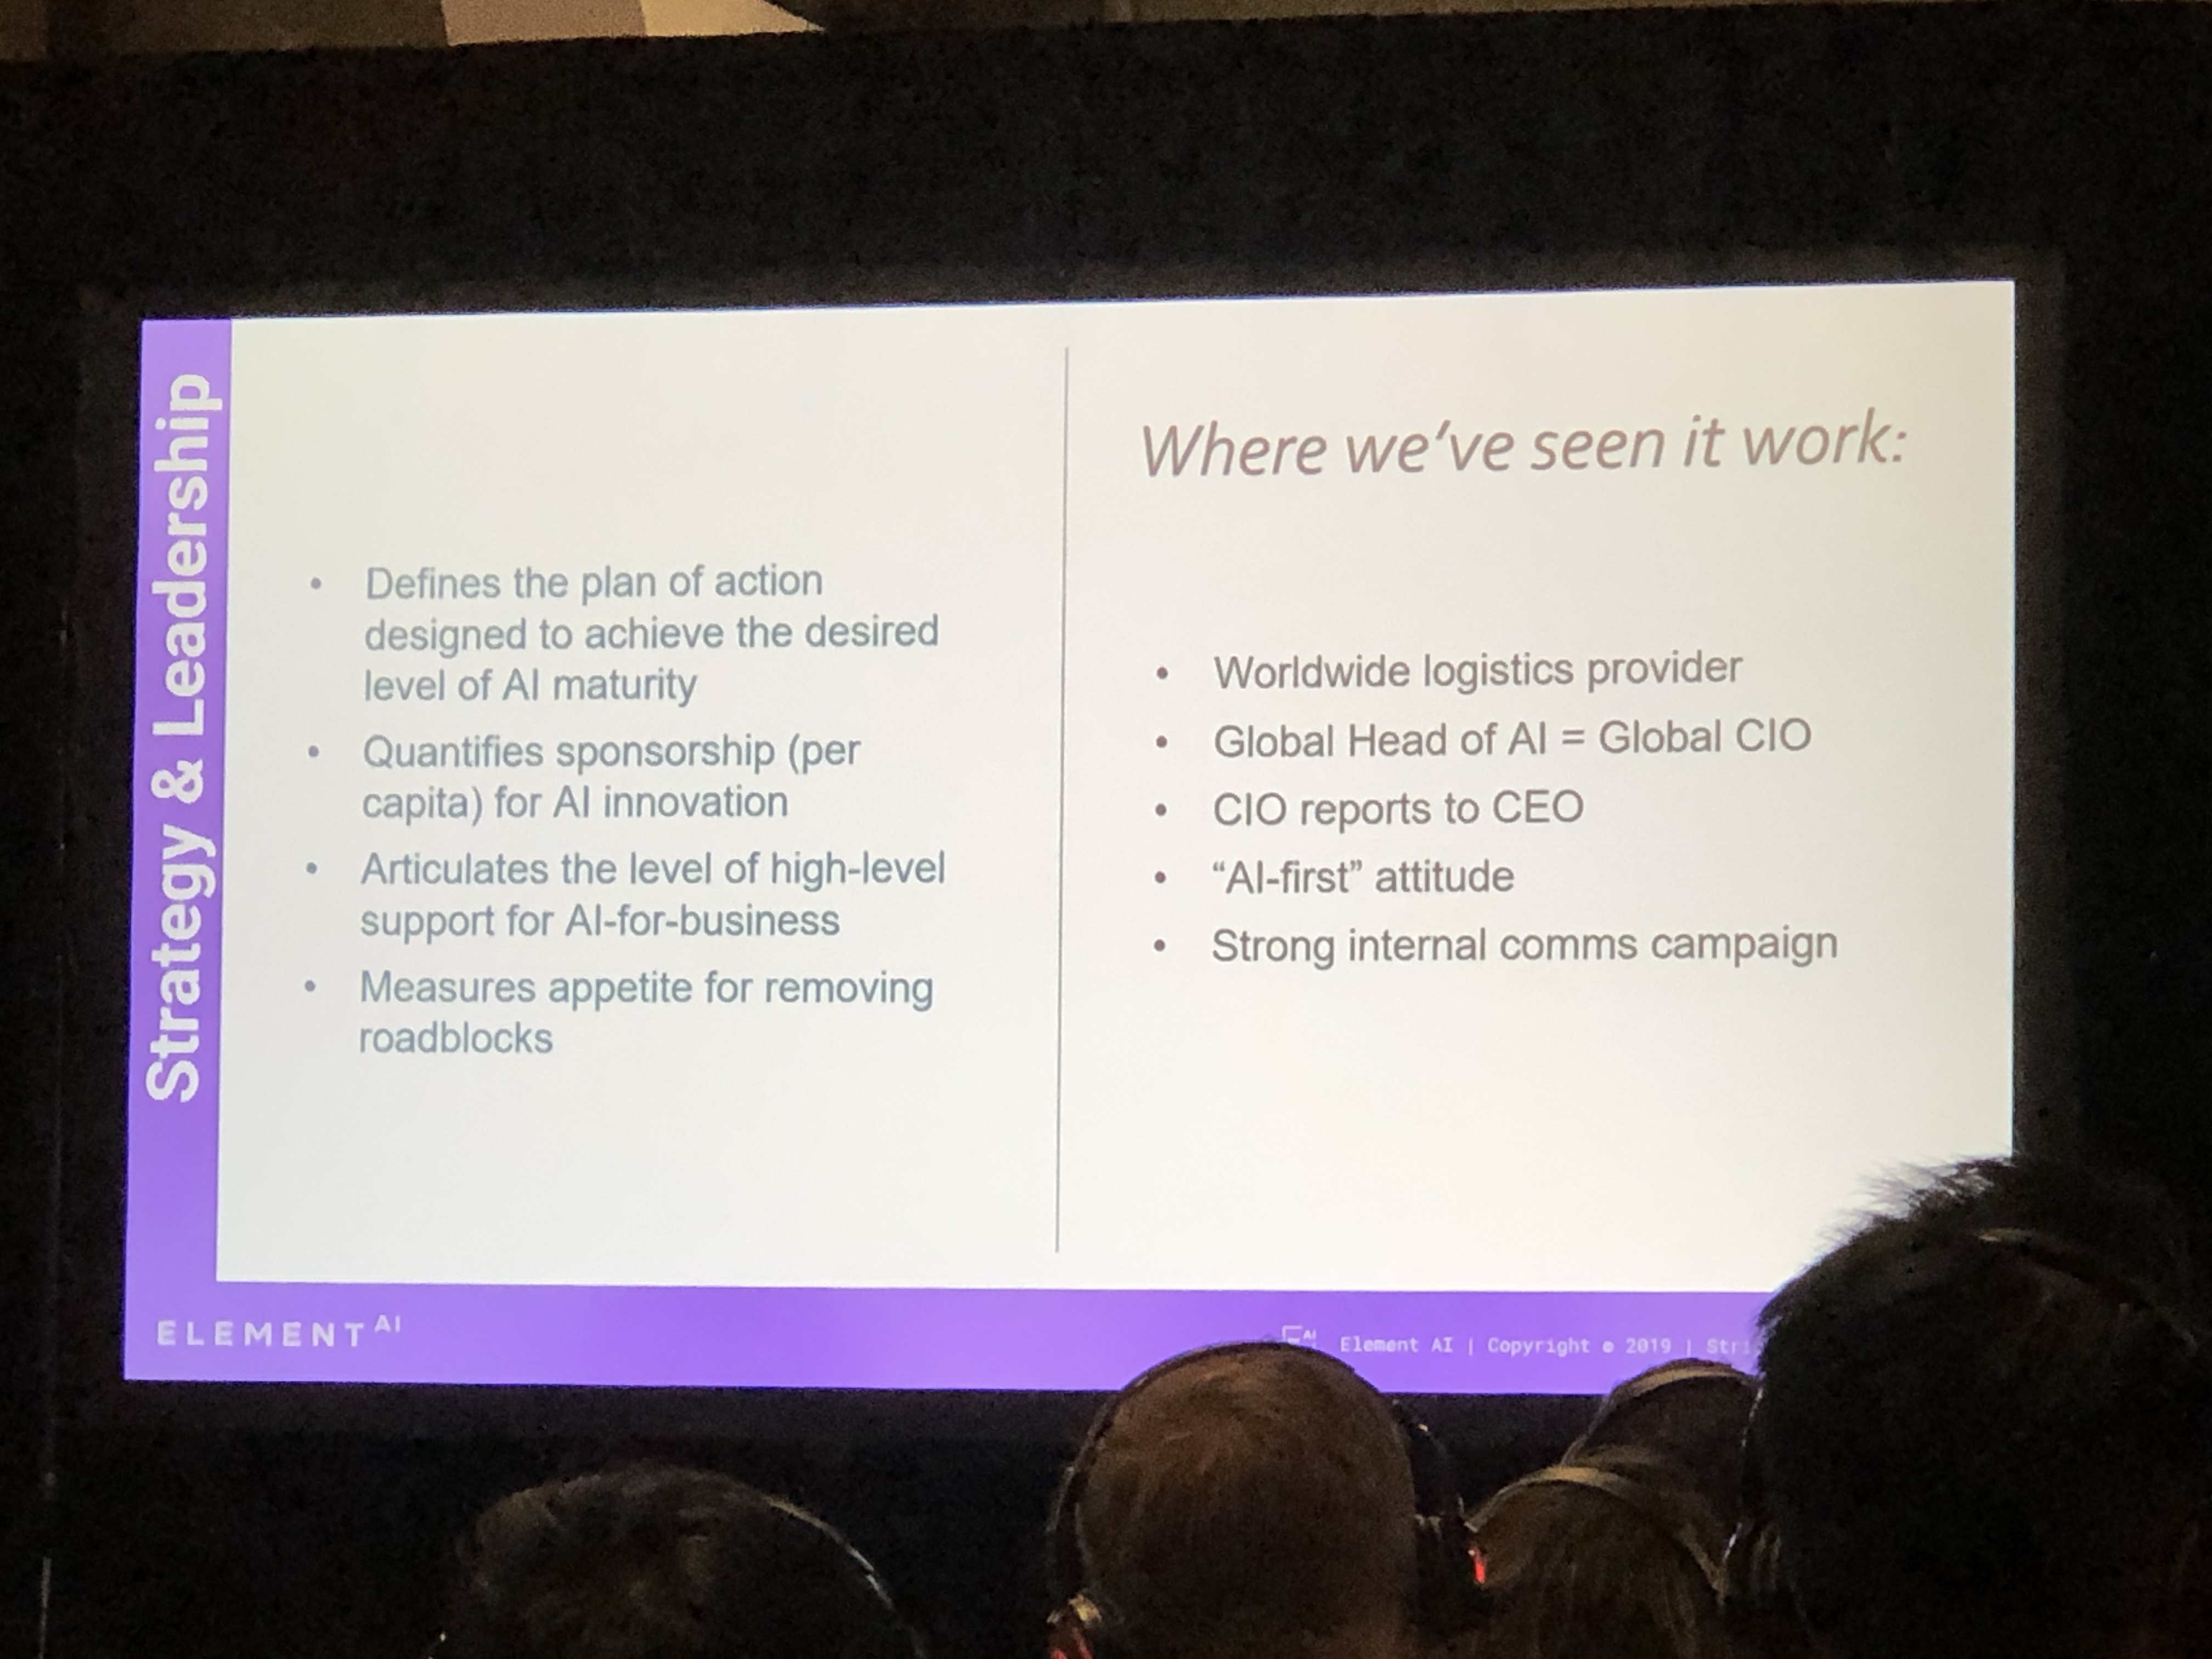 Strategy & Leadership
• Defines the plan of action
designed to achieve the desired
level of AI maturity
• Quantifies sponsorship (per
capita) for AI innovation
• Articulates the level of high-level
support for AI-for-business
• Measures appetite for removing
roadblocks
Where we've seen it work:
• Worldwide logistics provider
• Global Head of AI = Global CIO
• CIO reports to CEO
• “AI-first” attitude
• Strong internal comms campaign
ELEMENT AI
Element AI | Copyright © 2019 |